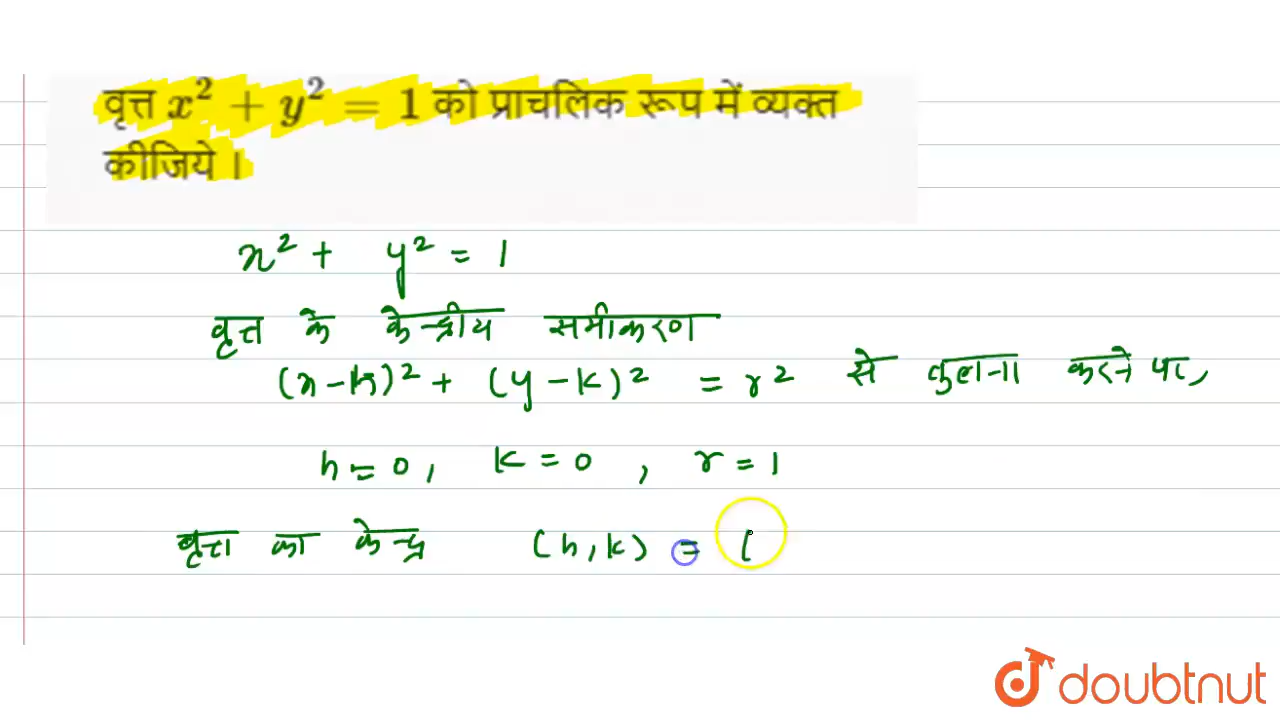 वृत्त x² + y² = 1 को प्राचलिक रूप में व्यक्त
कीजिये ।
x² + y² = 1
वृत्त के केन्द्रीय समीकरण
(x-h)² + (y-k)² = r² से तुलना करने पर,
h = 0, k = 0, r = 1
वृत्त का केन्द्र (h, k) = (
doubtnut